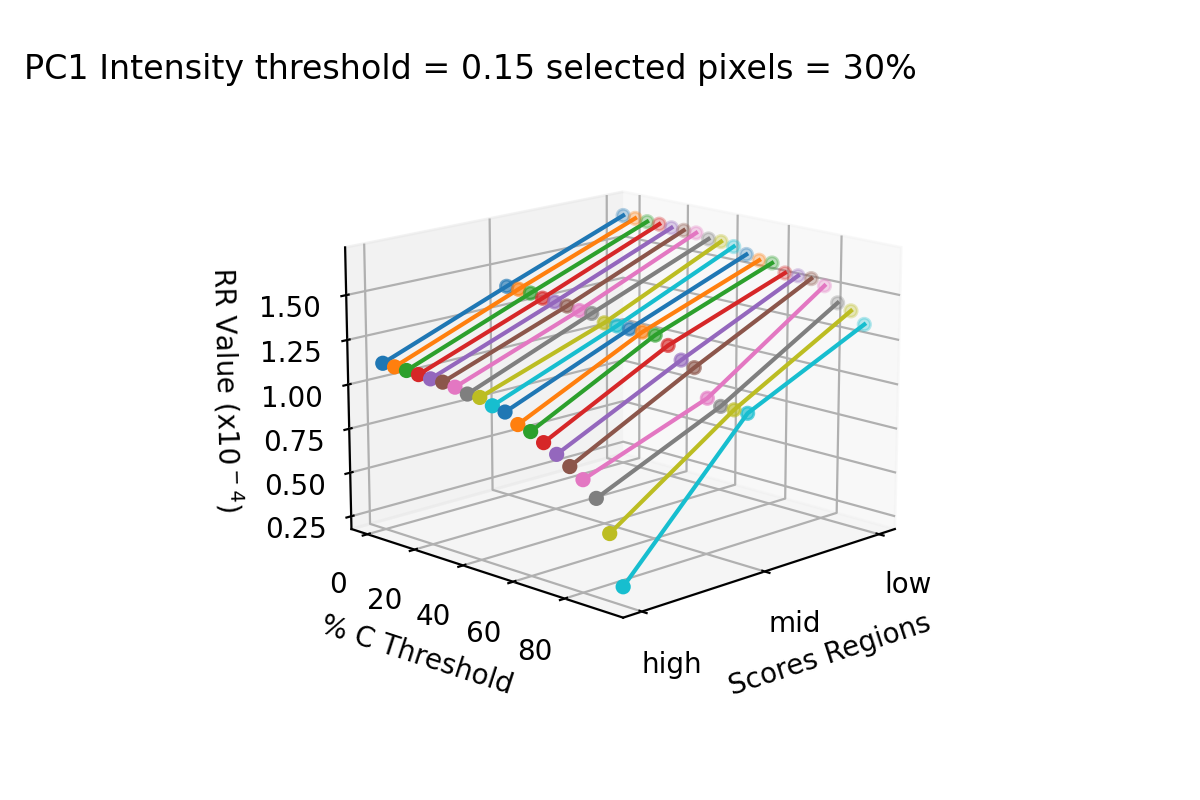 PC1 Intensity threshold = 0.15 selected pixels = 30%
RR Value (x10⁻⁴)
1.50
1.25
1.00
0.75
0.50
0.25
0
20
40
60
80
% C Threshold
high
mid
low
Scores Regions